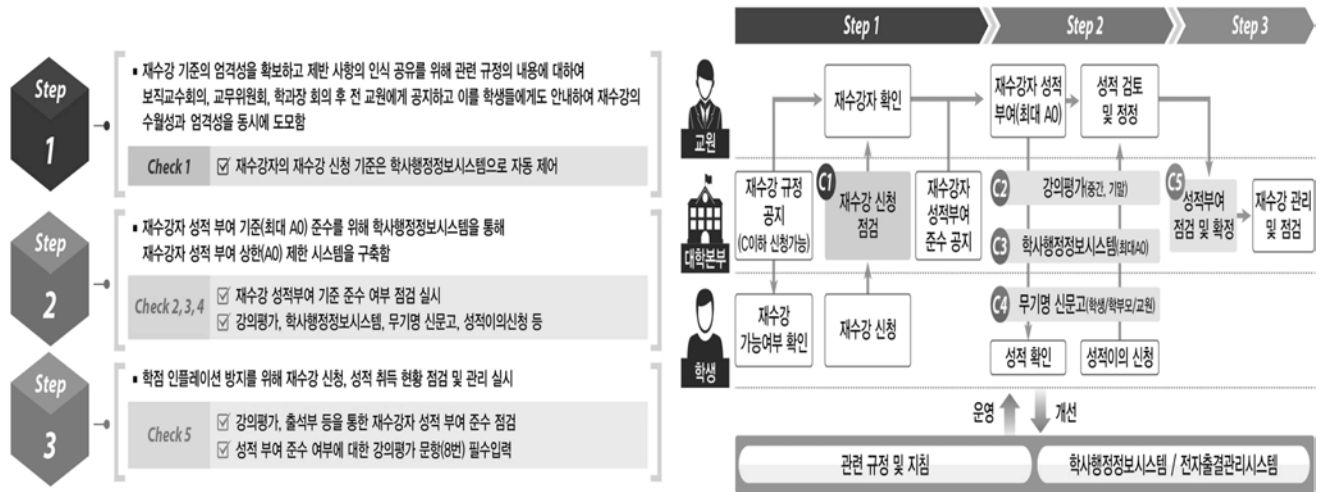 Step
1
▪ 재수강 기준의 엄격성을 확보하고 제반 사항의 인식 공유를 위해 관련 규정의 내용에 대하여
보직교수회의, 교무위원회, 학과장 회의 후 전 교원에게 공지하고 이를 학생들에게도 안내하여 재수강의
수월성과 엄격성을 동시에 도모함
Check 1
☑ 재수강자의 재수강 신청 기준은 학사행정정보시스템으로 자동 제어
Step
2
▪ 재수강자 성적 부여 기준(최대 A0) 준수를 위해 학사행정정보시스템을 통해
재수강자 성적 부여 상한(A0) 제한 시스템을 구축함
Check 2, 3, 4
☑ 재수강 성적부여 기준 준수 여부 점검 실시
☑ 강의평가, 학사행정정보시스템, 무기명 신문고, 성적이의신청 등
Step
3
▪ 학점 인플레이션 방지를 위해 재수강 신청, 성적 취득 현황 점검 및 관리 실시
Check 5
☑ 강의평가, 출석부 등을 통한 재수강자 성적 부여 준수 점검
☑ 성적 부여 준수 여부에 대한 강의평가 문항(8번) 필수입력
Step 1
Step 2
Step 3
교원
재수강자 확인
재수강자 성적
부여(최대 A0)
성적 검토
및 정정
대학본부
재수강 규정
공지
(C이하 신청가능)
C1
재수강 신청
점검
재수강자
성적부여
준수 공지
C2
강의평가(중간, 기말)
C3
학사행정정보시스템(최대A0)
C4
무기명 신문고(학생/학부모/교원)
C5
성적부여
점검 및 확정
재수강 관리
및 점검
학생
재수강
가능여부 확인
재수강 신청
성적 확인
성적이의 신청
운영
개선
관련 규정 및 지침
학사행정정보시스템 / 전자출결관리시스템